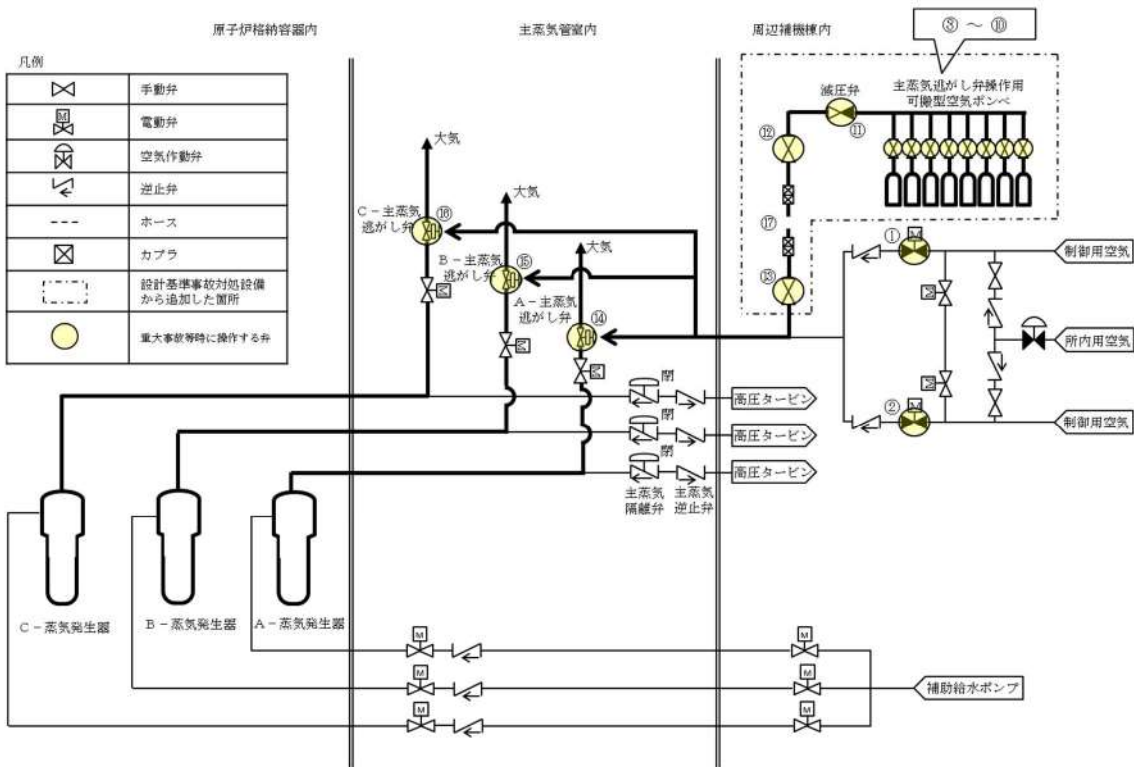 原子炉格納容器内
主蒸気管室内
周辺補機棟内
③ ～ ⑩
凡例
手動弁
M
電動弁
空気作動弁
逆止弁
ホース
カプラ
設計基準事故対処設備
から追加した箇所
重大事故等時に操作する弁
主蒸気逃がし弁操作用
可搬型空気ボンベ
減圧弁
⑪
⑫
⑰
⑬
大気
C－主蒸気
逃がし弁
⑯
大気
B－主蒸気
逃がし弁
⑮
大気
A－主蒸気
逃がし弁
⑭
M
M
M
①
M
制御用空気
M
所内用空気
M
②
M
制御用空気
閉
高圧タービン
閉
高圧タービン
閉
高圧タービン
主蒸気
隔離弁
主蒸気
逆止弁
C－蒸気発生器
B－蒸気発生器
A－蒸気発生器
M
M
M
M
補助給水ポンプ
M
M